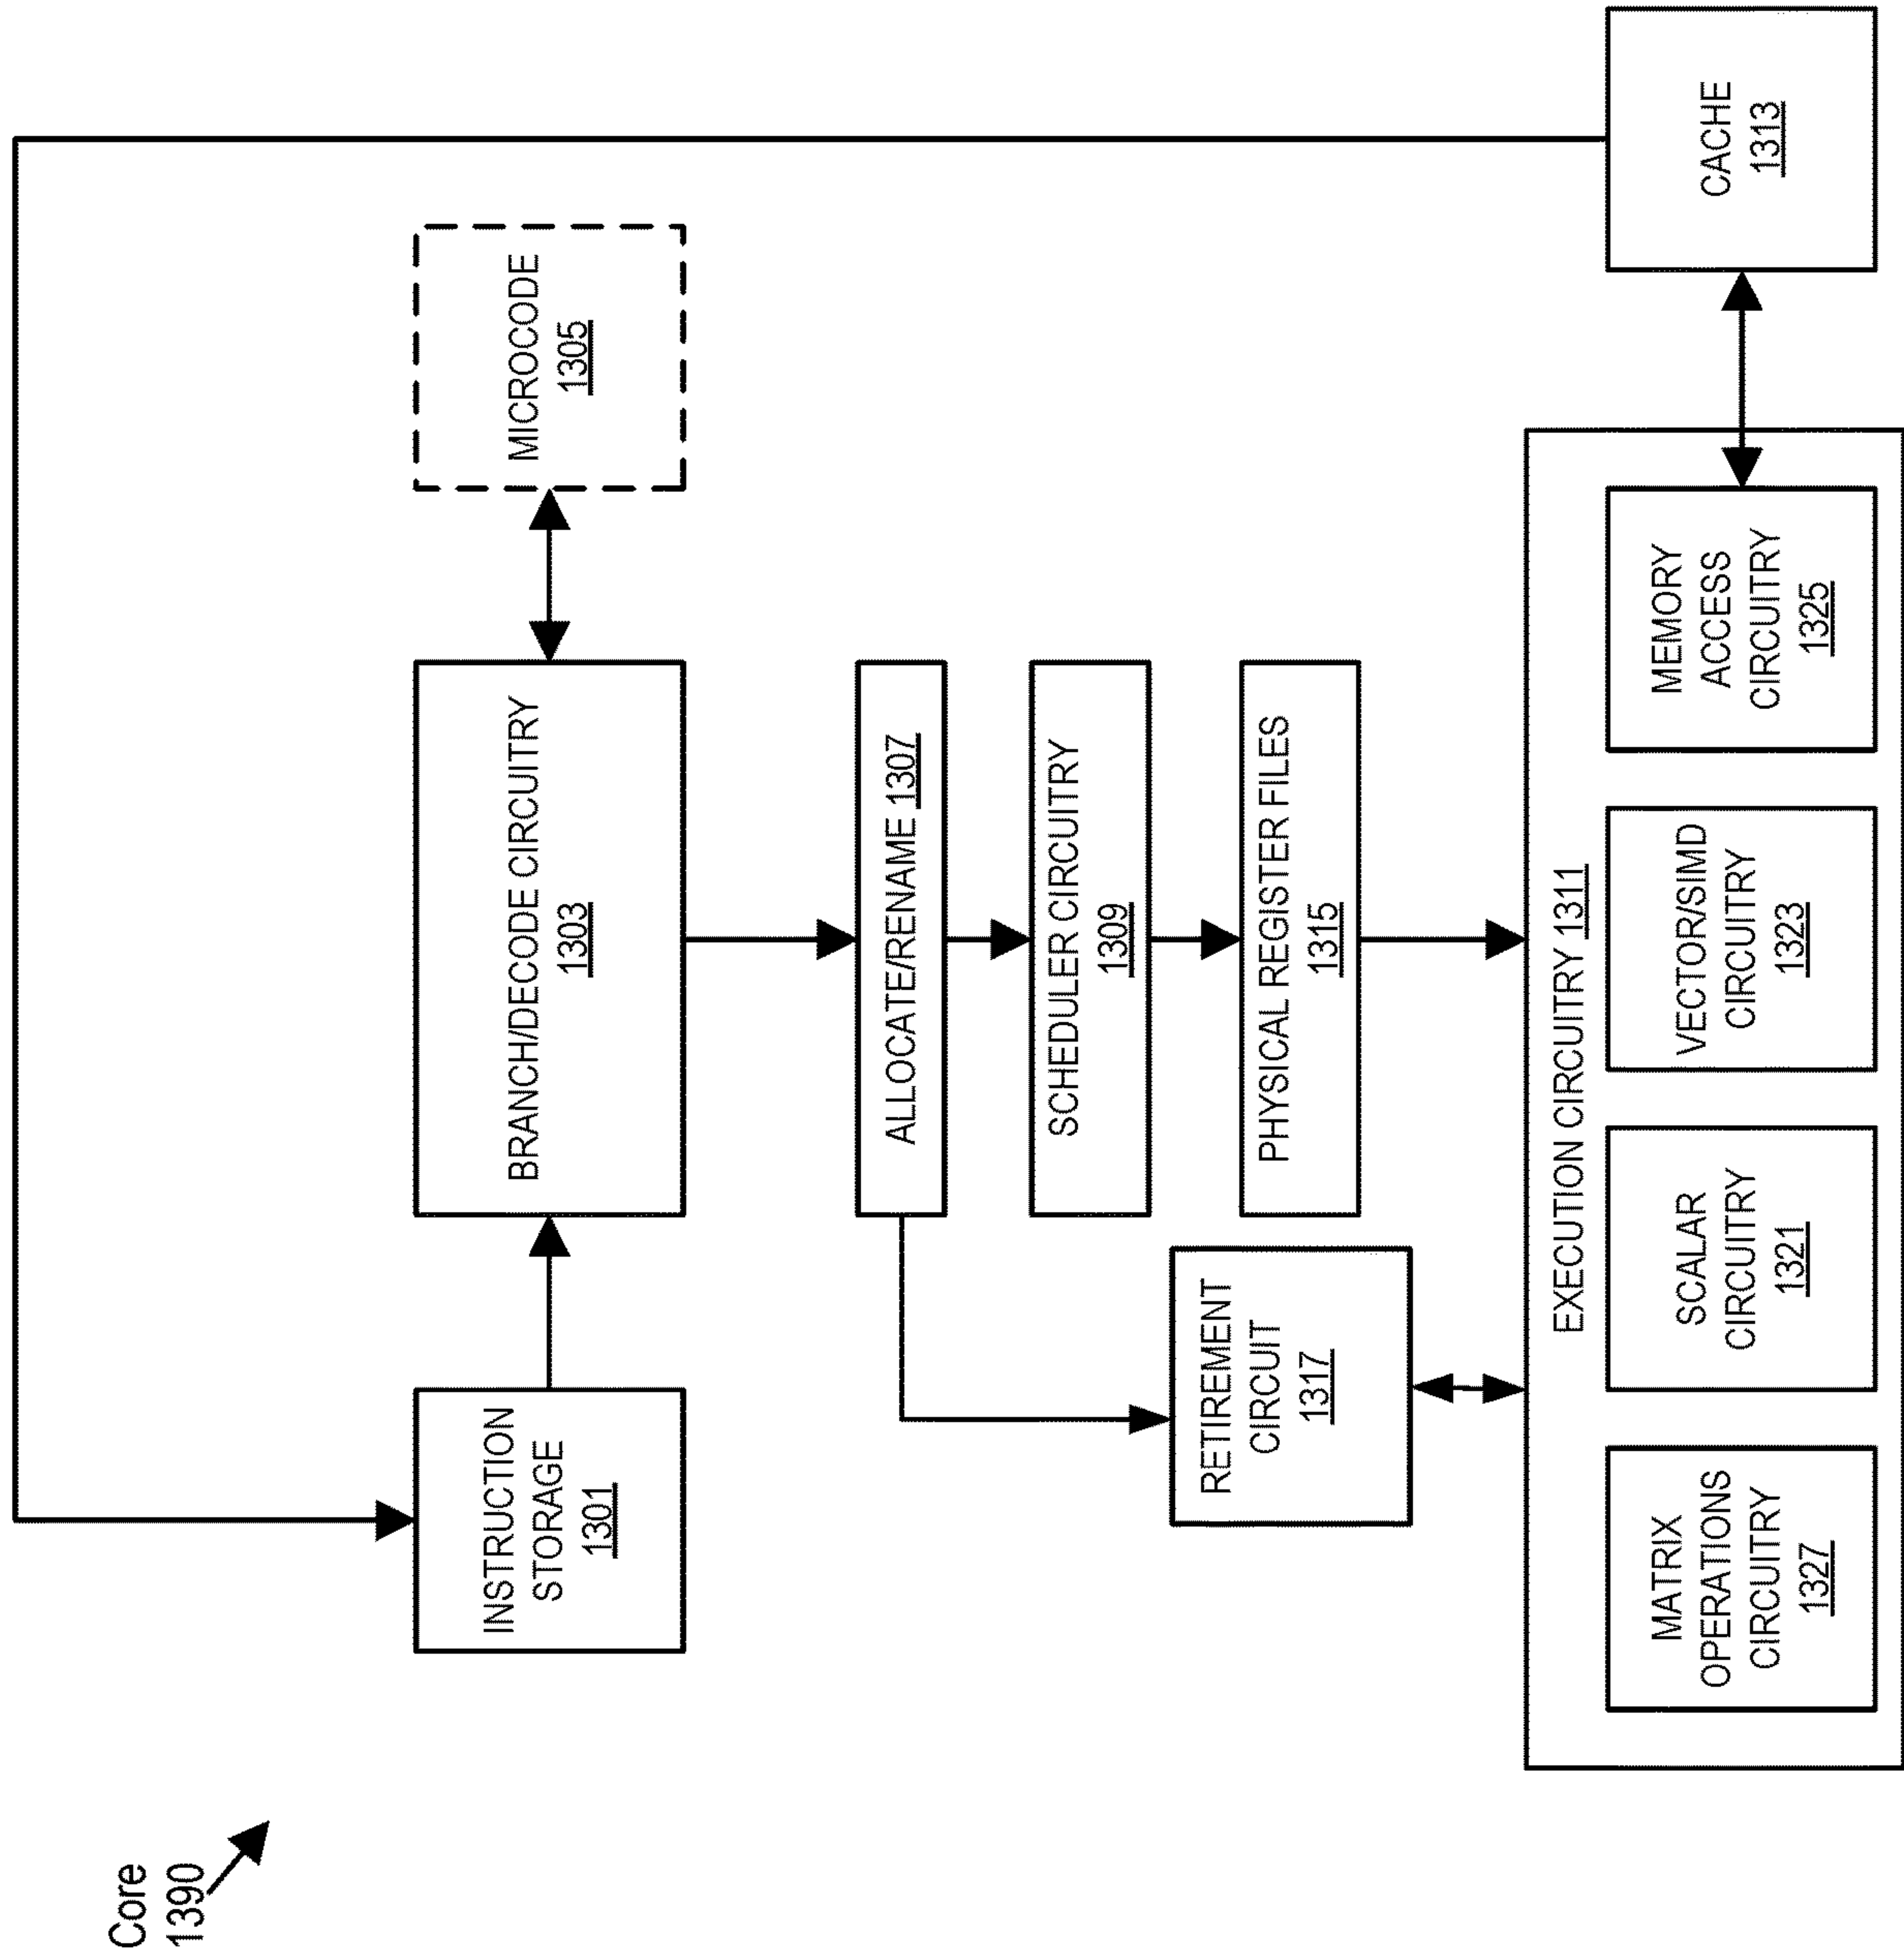 Core
1390
INSTRUCTION
STORAGE
1301
BRANCH/DECODE CIRCUITRY
1303
MICROCODE
1305
ALLOCATE/RENAME 1307
SCHEDULER CIRCUITRY
1309
PHYSICAL REGISTER FILES
1315
RETIREMENT
CIRCUIT
1317
EXECUTION CIRCUITRY 1311
MATRIX
OPERATIONS
CIRCUITRY
1327
SCALAR
CIRCUITRY
1321
VECTOR/SIMD
CIRCUITRY
1323
MEMORY
ACCESS
CIRCUITRY
1325
CACHE
1313